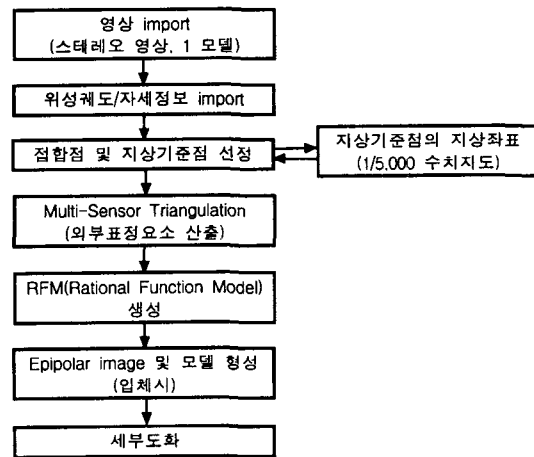 영상 import
(스테레오 영상, 1 모델)
위성궤도/자세정보 import
접합점 및 지상기준점 선정
지상기준점의 지상좌표
(1/5.000 수치지도)
Multi-Sensor Triangulation
(외부표정요소 산출)
RFM(Rational Function Model)
생성
Epipolar image 및 모델 형성
(입체시)
세부도화